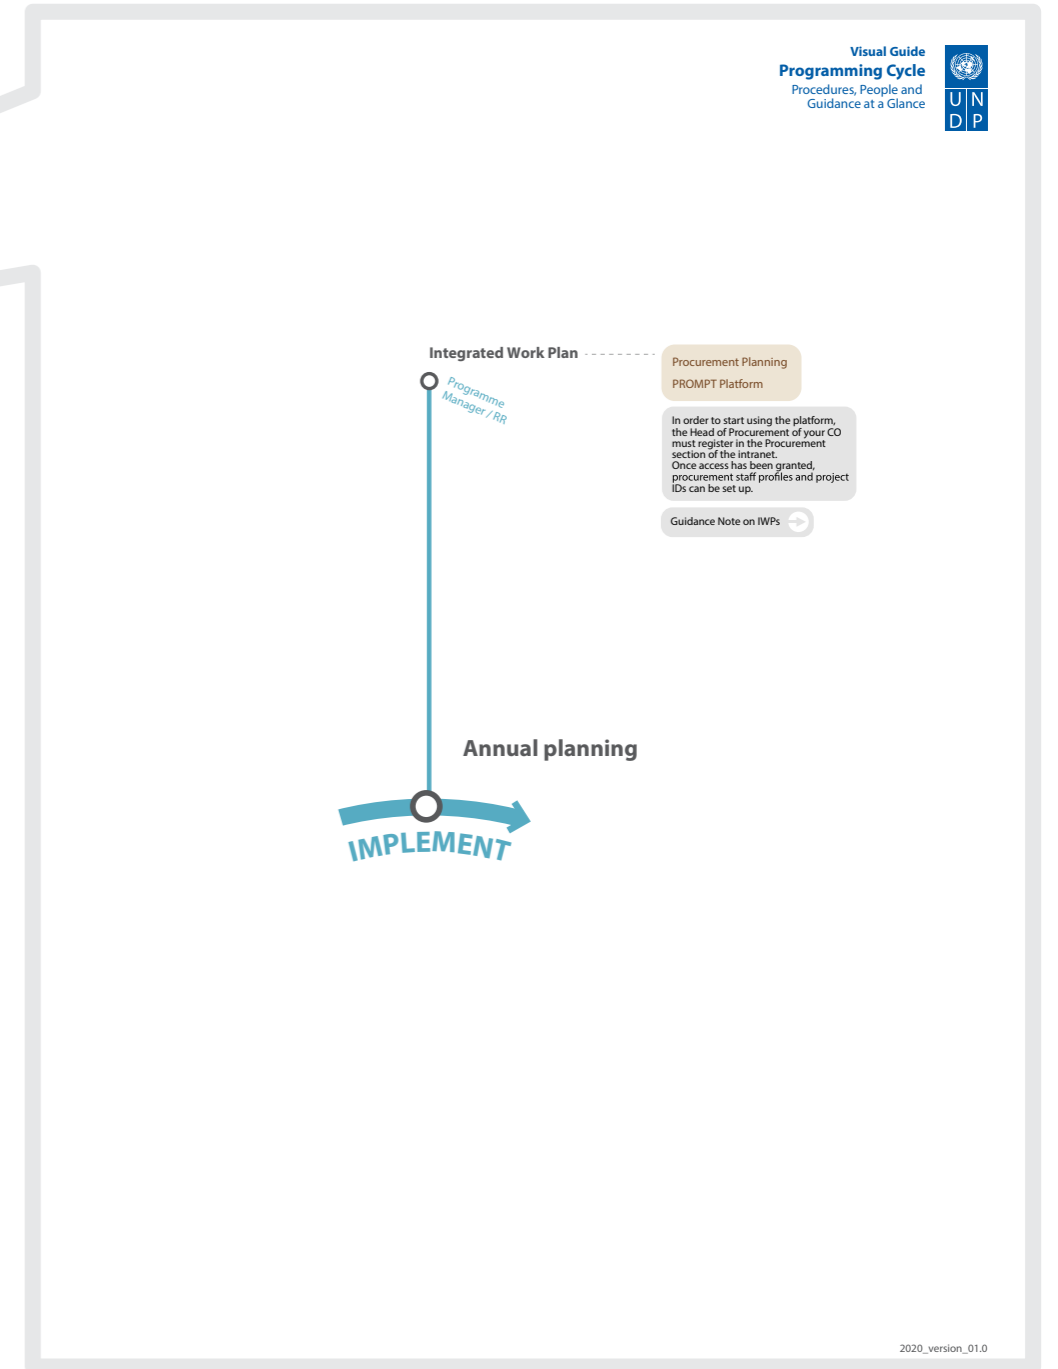 Visual Guide
Programming Cycle
Procedures, People and
Guidance at a Glance
U N
D P
Integrated Work Plan
Programme
Manager / RR
Procurement Planning
PROMPT Platform
In order to start using the platform,
the Head of Procurement of your CO
must register in the Procurement
section of the intranet.
Once access has been granted,
procurement staff profiles and project
IDs can be set up.
Guidance Note on IWPs
Annual planning
IMPLEMENT
2020_version_01.0